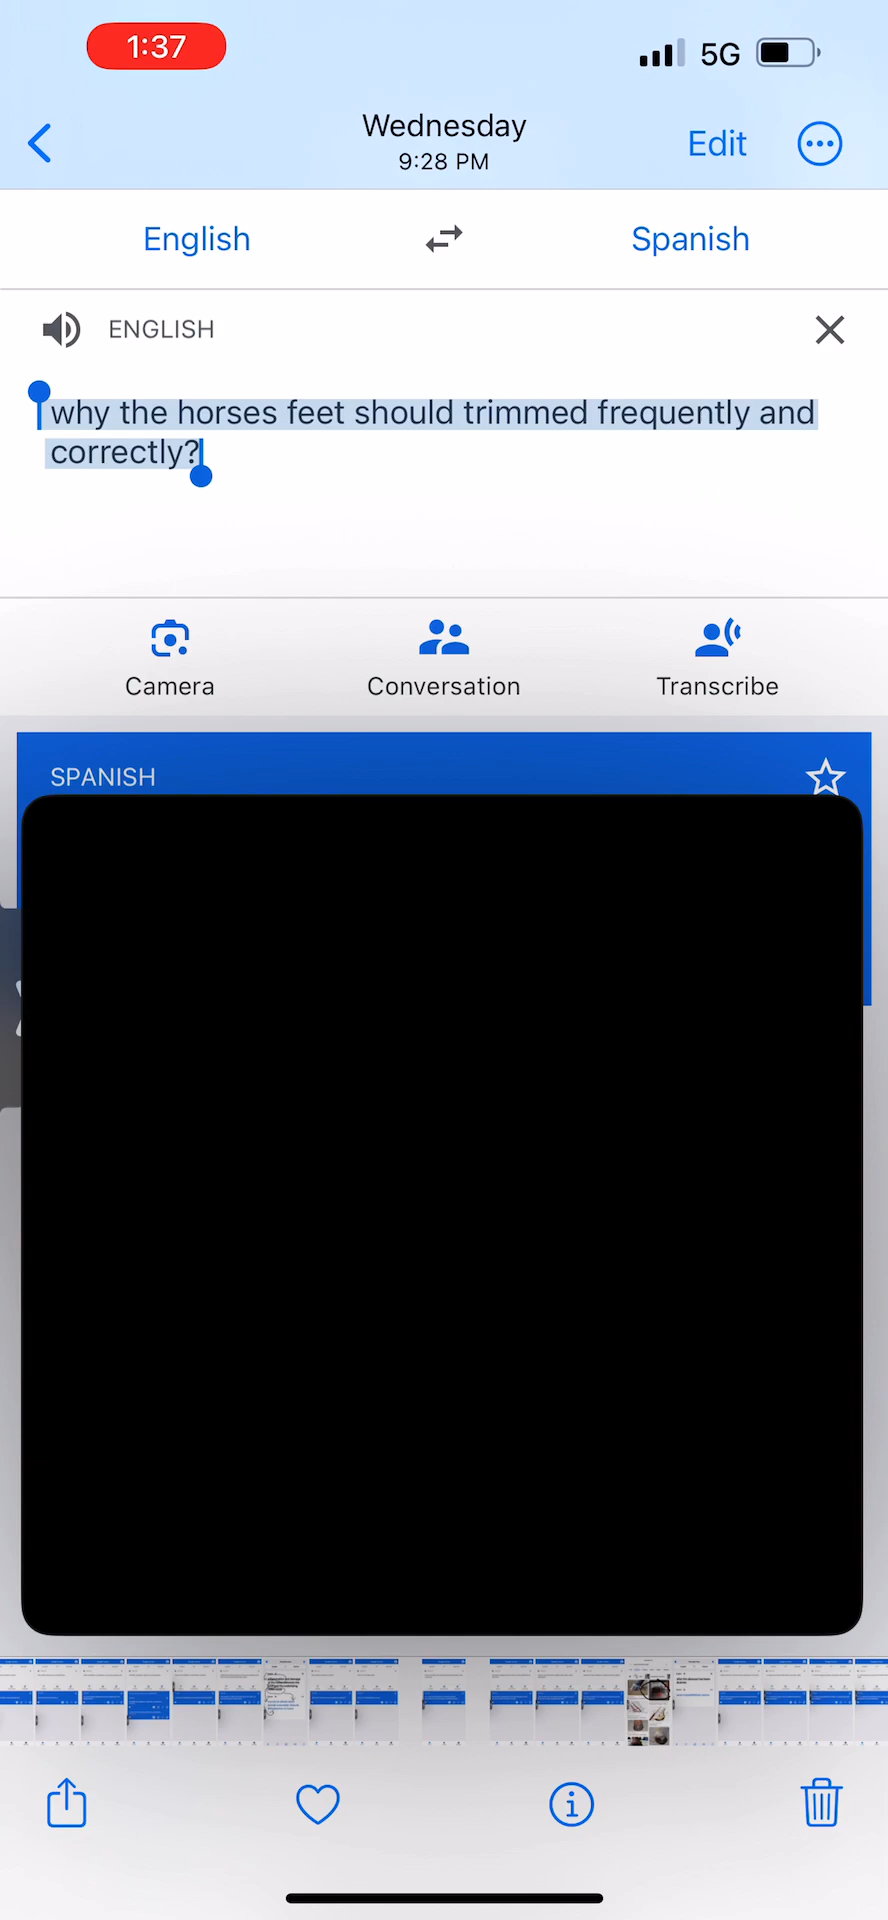 1:37
5G
Wednesday
9:28 PM
Edit
English
Spanish
ENGLISH
why the horses feet should trimmed frequently and
correctly?
Camera
Conversation
Transcribe
SPANISH